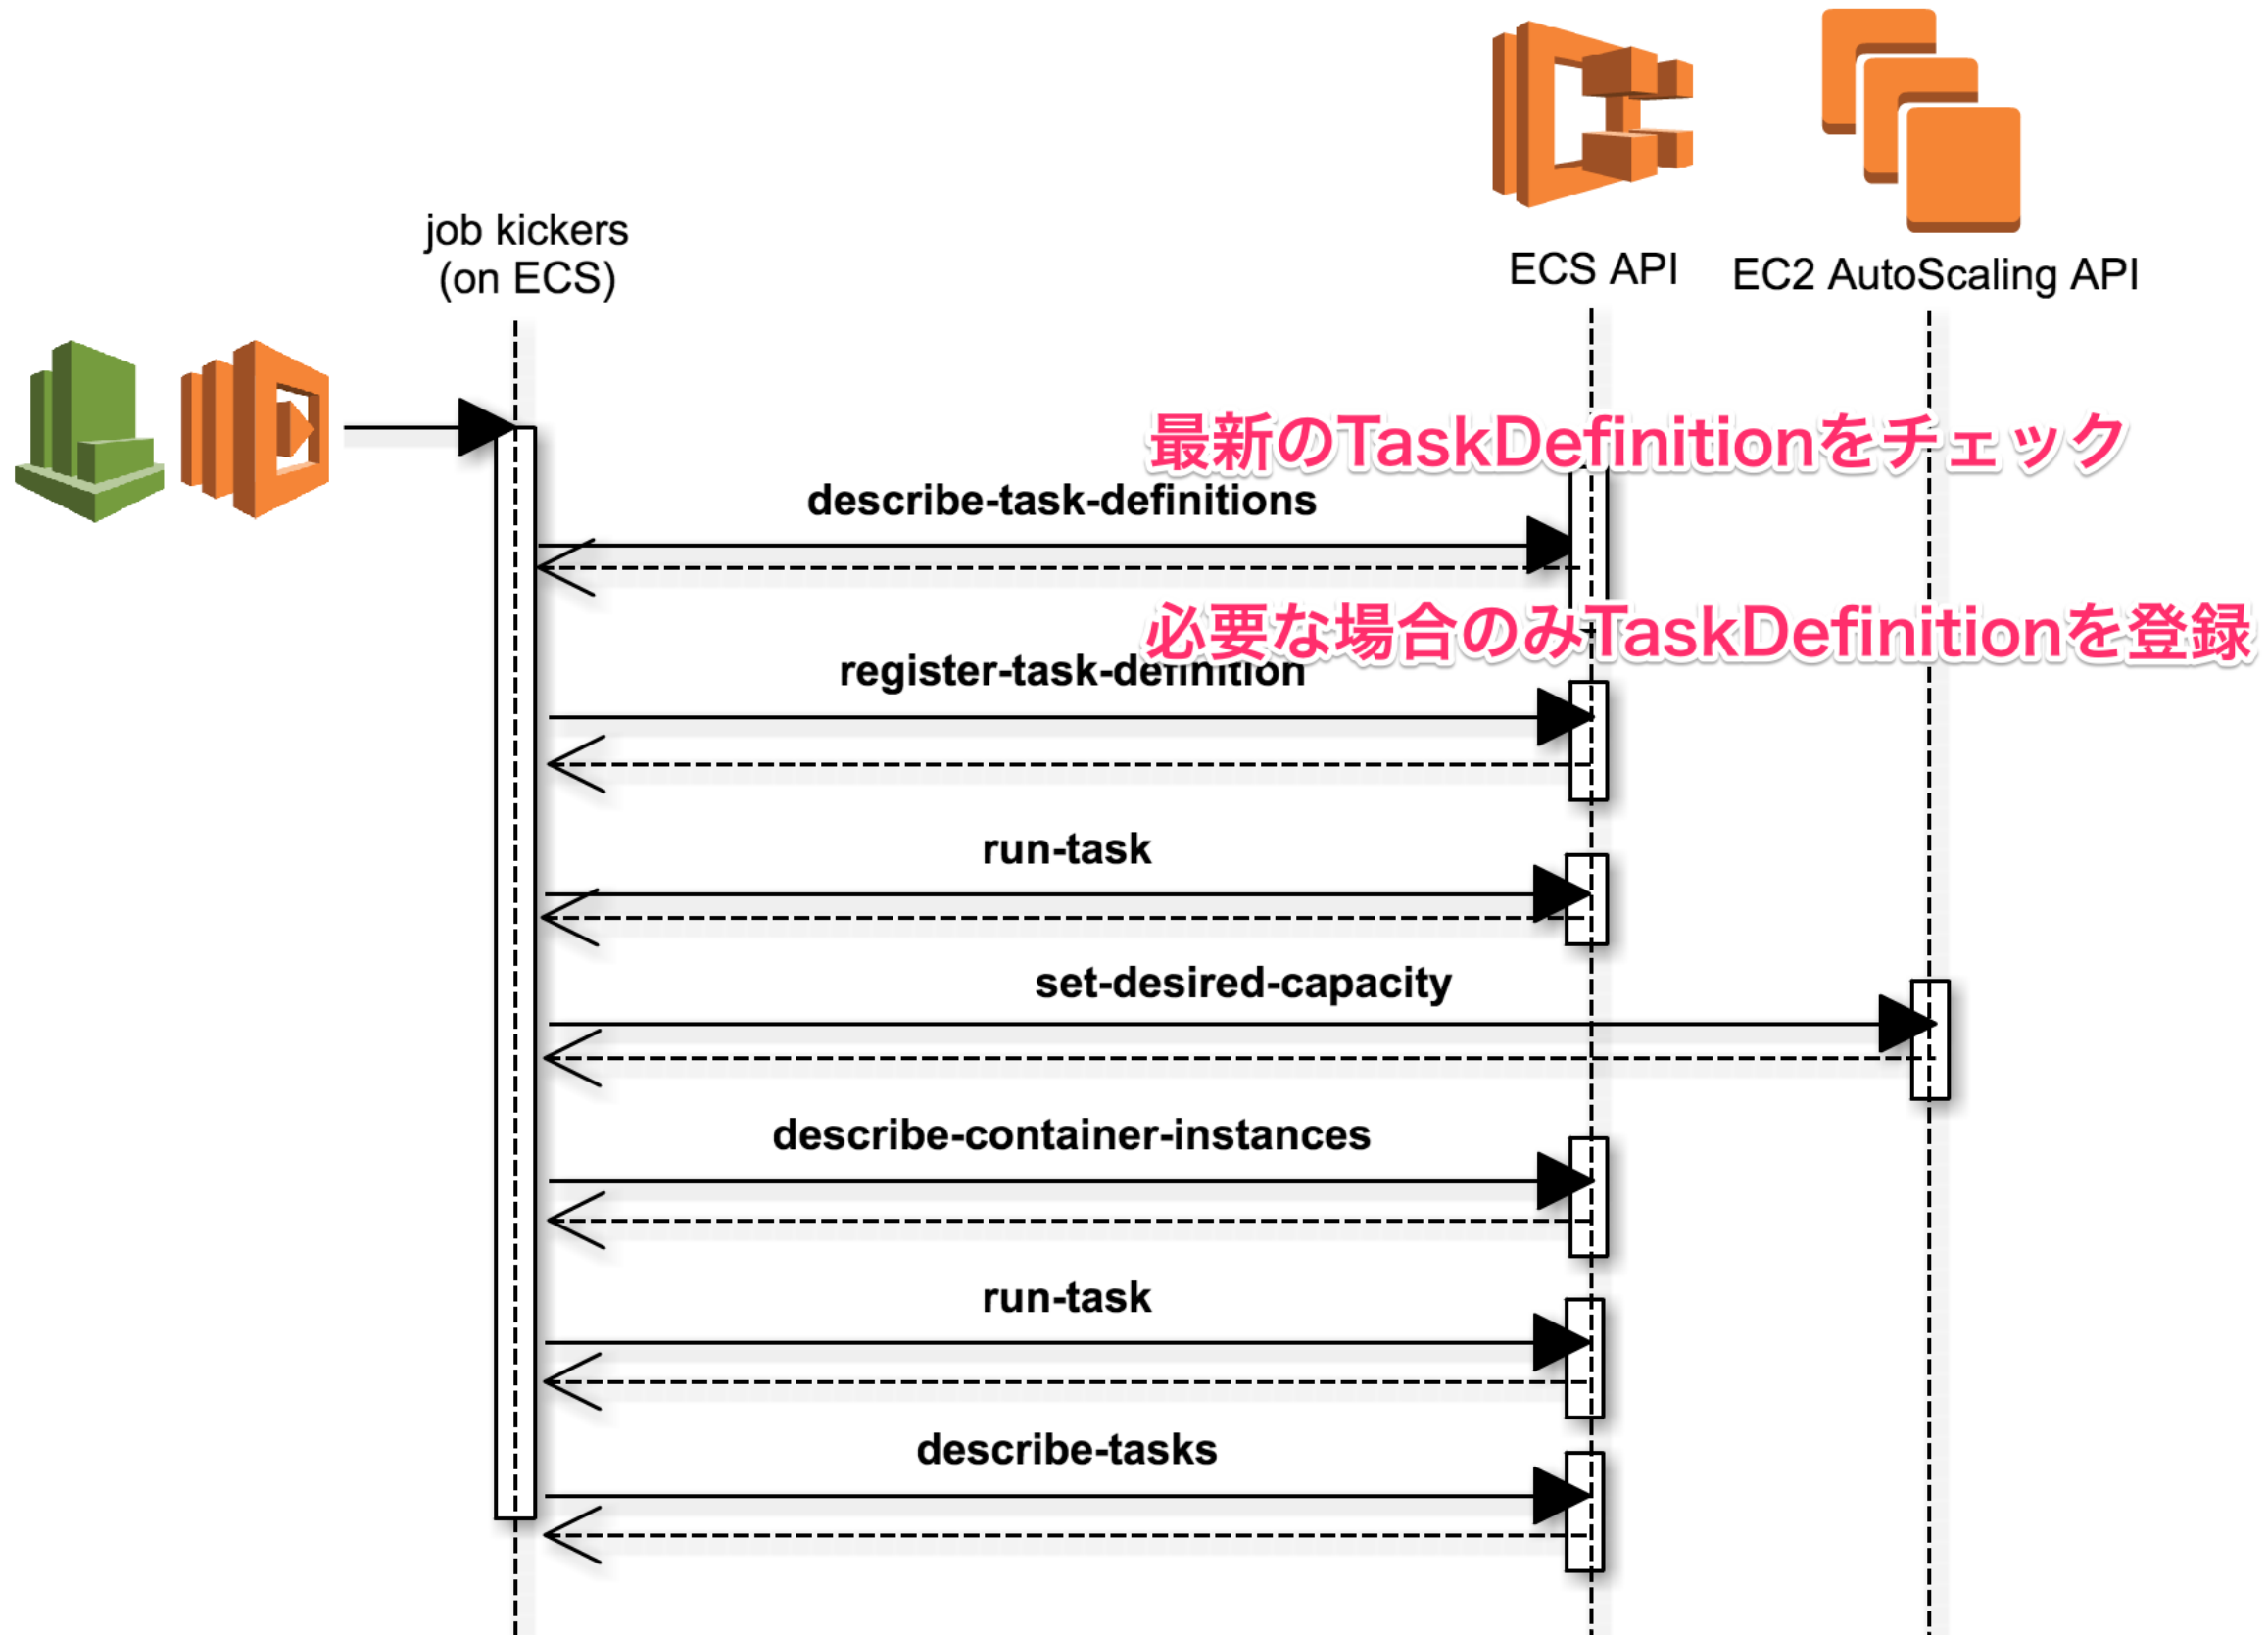 job kickers
(on ECS)
ECS API
EC2 AutoScaling API
最新のTaskDefinitionをチェック
describe-task-definitions
必要な場合のみTaskDefinitionを登録
register-task-definition
run-task
set-desired-capacity
describe-container-instances
run-task
describe-tasks